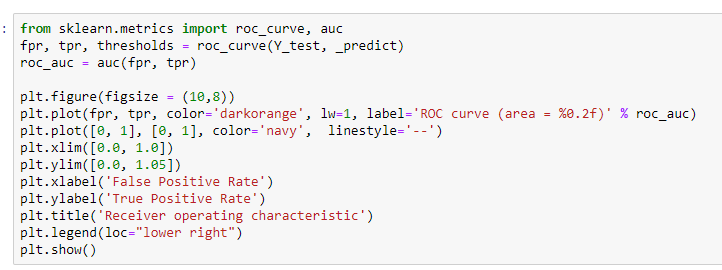 : from sklearn.metrics import roc_curve, auc
fpr, tpr, thresholds = roc_curve(Y_test, _predict)
roc_auc = auc(fpr, tpr)
plt.figure(figsize = (10,8))
plt.plot(fpr, tpr, color='darkorange', lw=1, label='ROC curve (area = %0.2f)' % roc_auc)
plt.plot([0, 1], [0, 1], color='navy',  linestyle='--')
plt.xlim([0.0, 1.0])
plt.ylim([0.0, 1.05])
plt.xlabel('False Positive Rate')
plt.ylabel('True Positive Rate')
plt.title('Receiver operating characteristic')
plt.legend(loc="lower right")
plt.show()